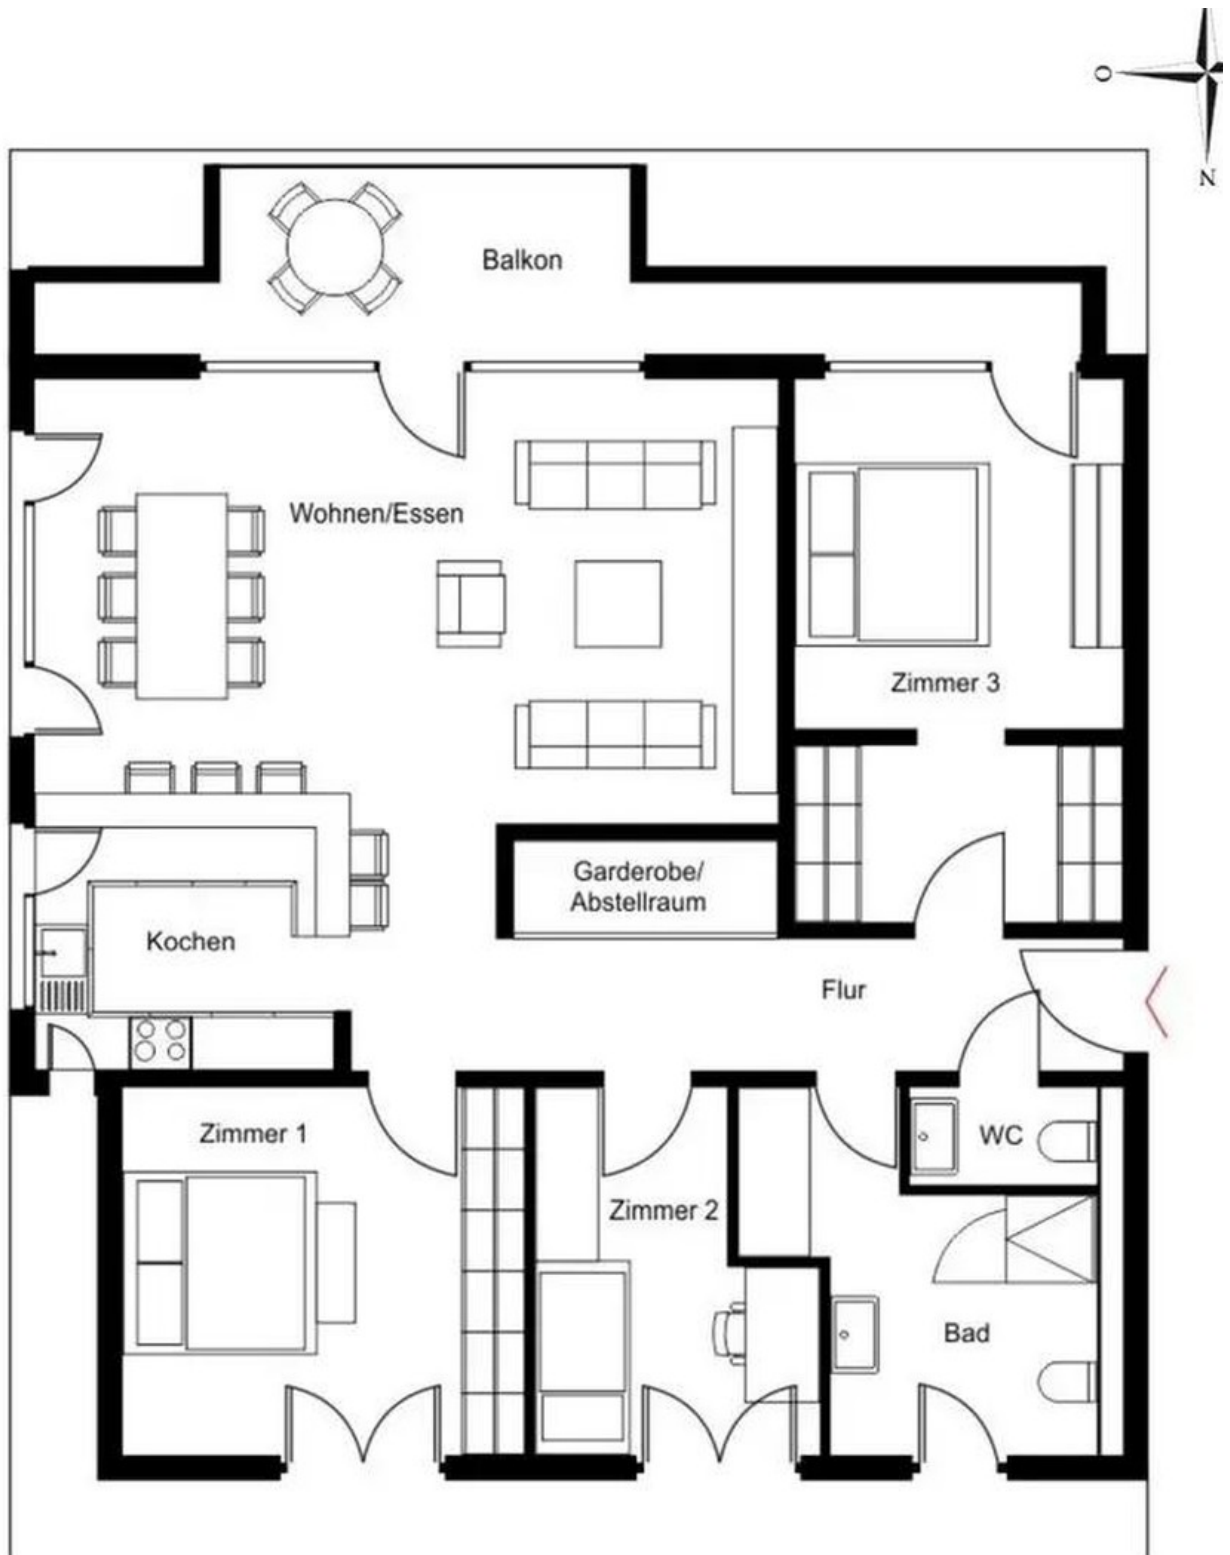 O
N
Balkon
Wohnen/Essen
Zimmer 3
Garderobe/
Abstellraum
Kochen
Flur
Zimmer 1
WC
Zimmer 2
Bad